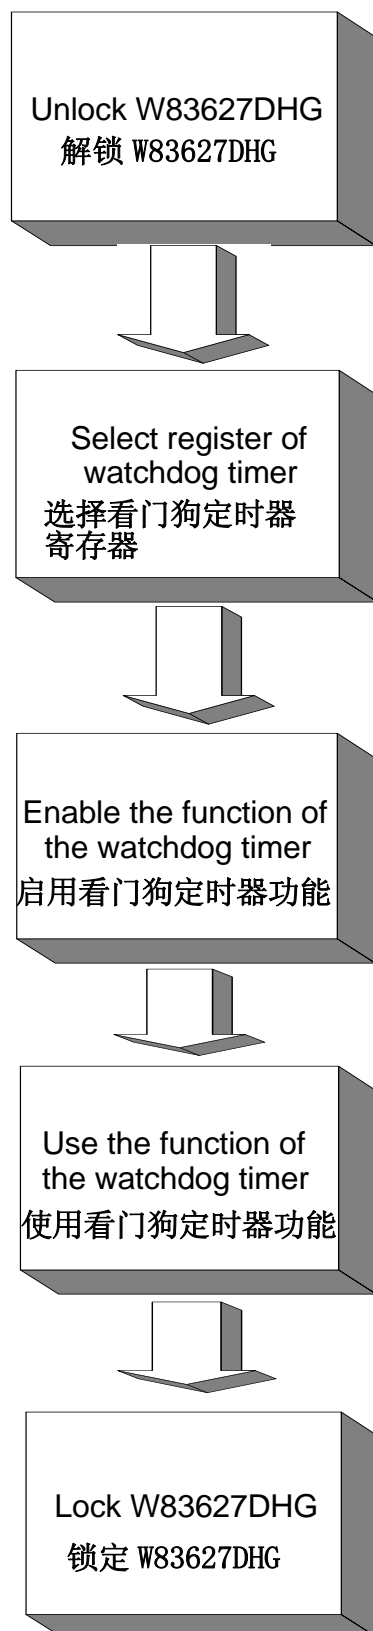 Unlock W83627DHG
解锁 W83627DHG
Select register of
watchdog timer
选择看门狗定时器
寄存器
Enable the function of
the watchdog timer
启用看门狗定时器功能
Use the function of
the watchdog timer
使用看门狗定时器功能
Lock W83627DHG
锁定 W83627DHG